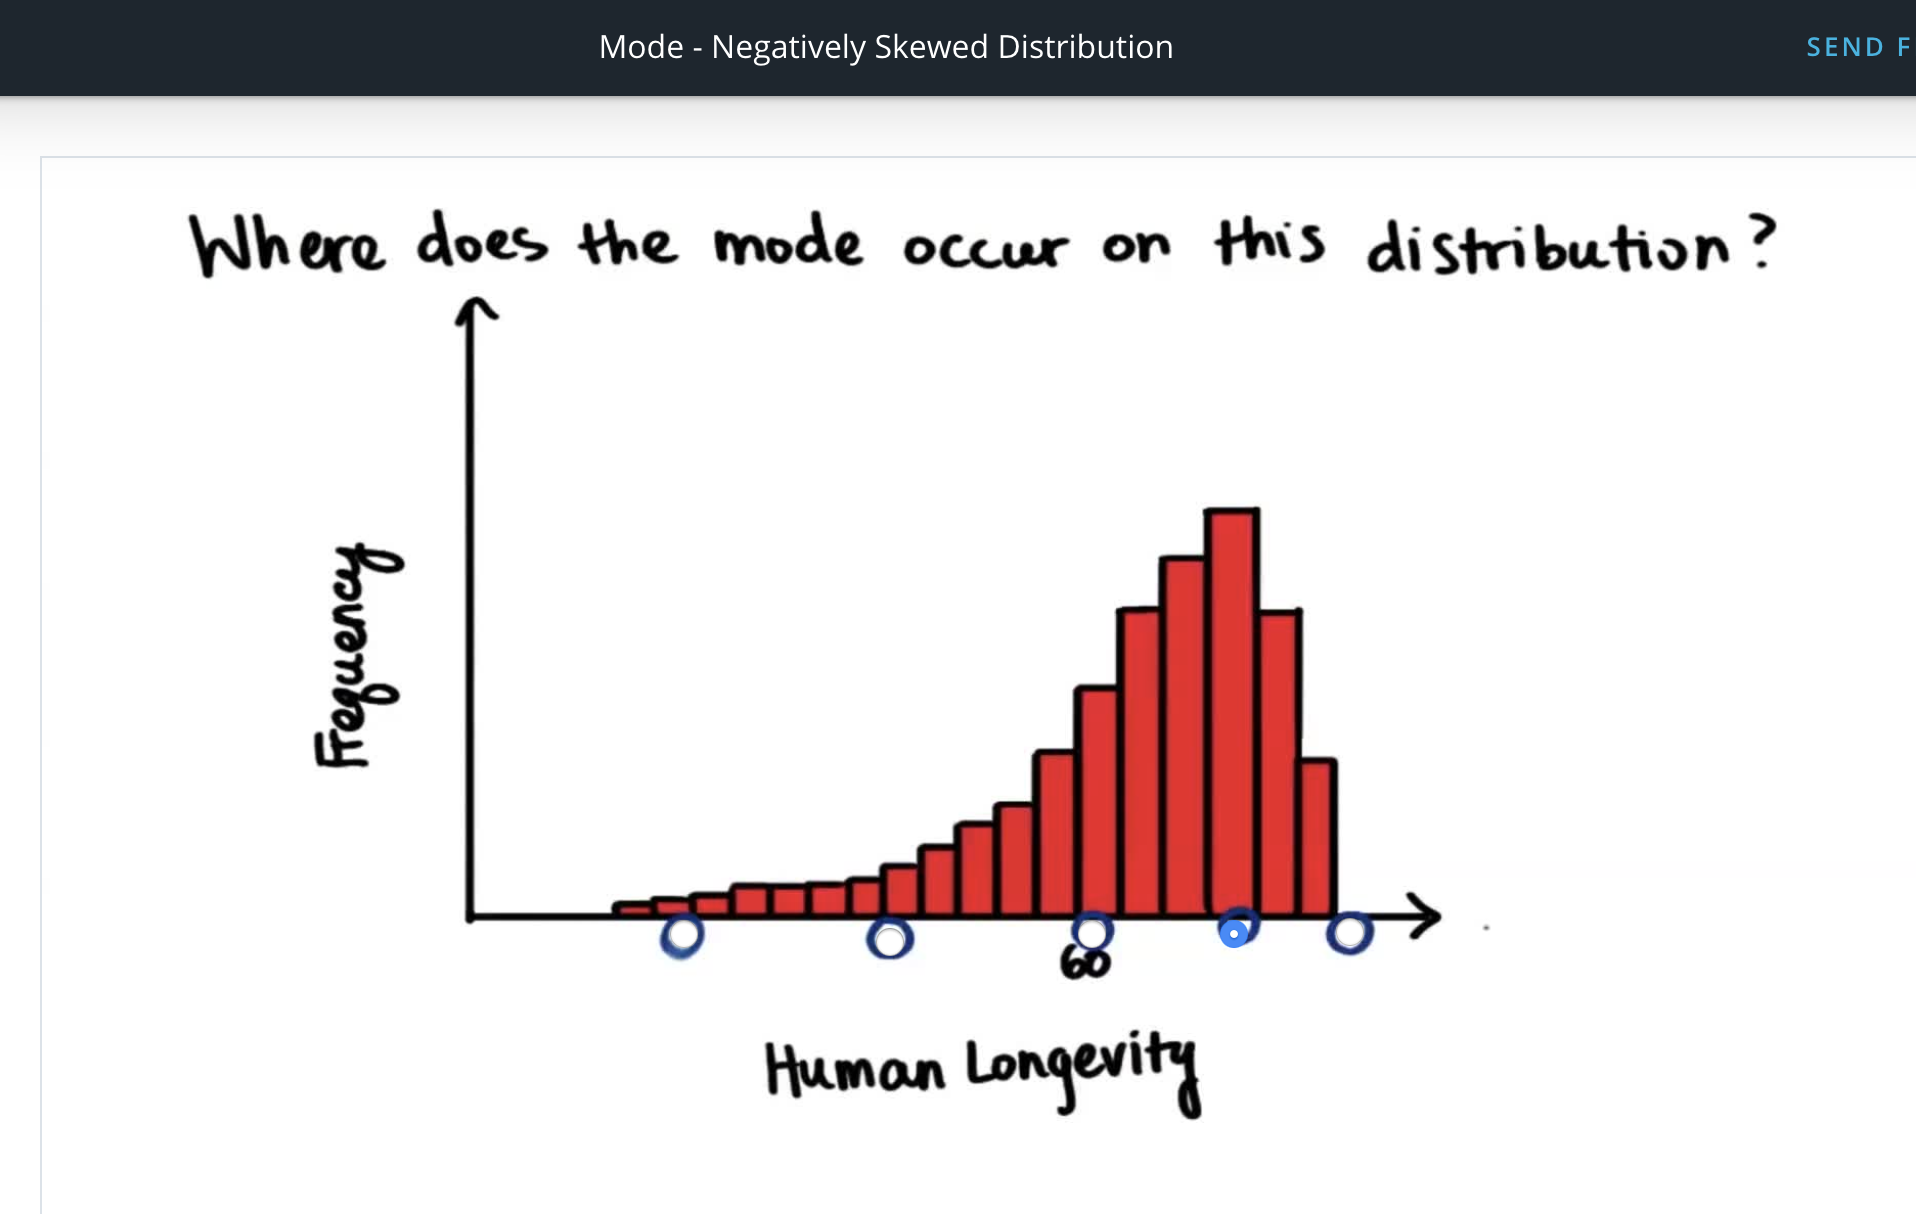 Mode - Negatively Skewed Distribution
SEND F
Where does the mode occur on this distribution?
Frequency
60
Human Longevity